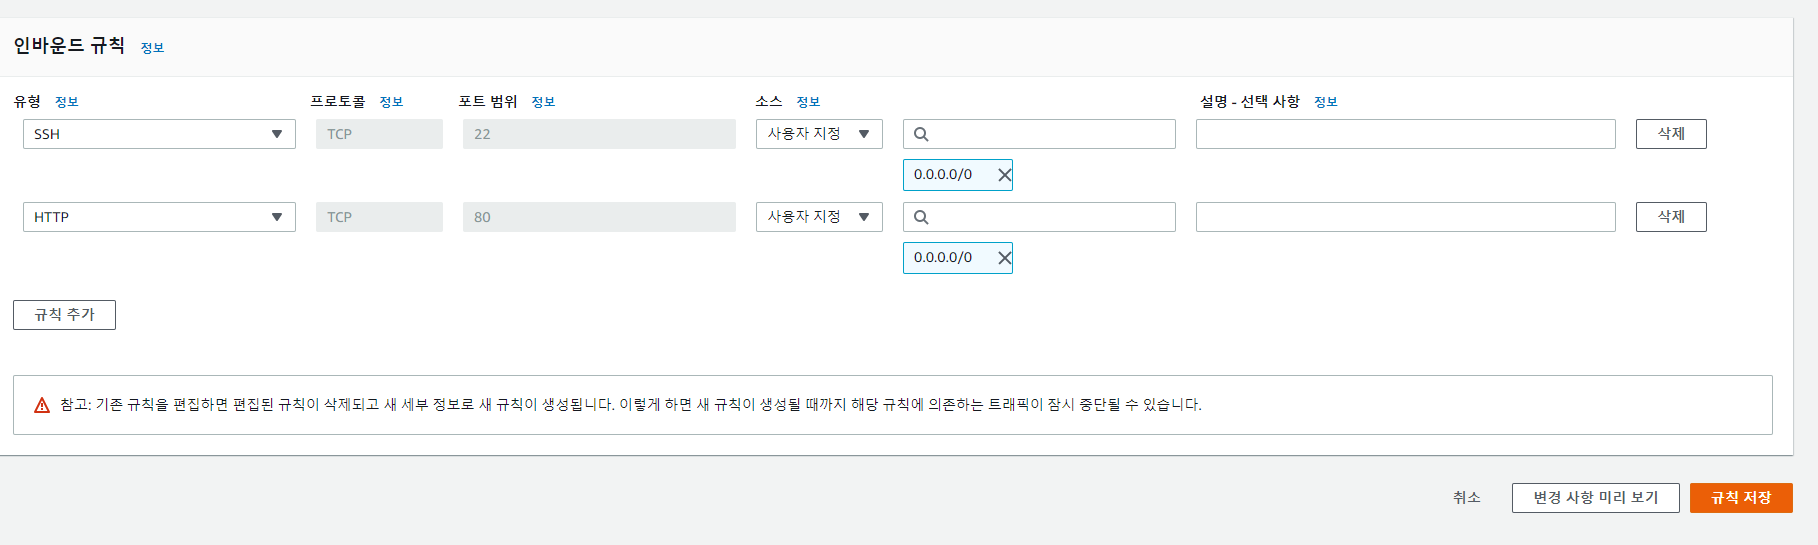 인바운드 규칙 정보
유형 정보 프로토콜 정보 포트 범위 정보 소스 정보 설명 - 선택 사항 정보
SSH TCP 22 사용자 지정 삭제
0.0.0.0/0
HTTP TCP 80 사용자 지정 삭제
0.0.0.0/0
규칙 추가
참고: 기존 규칙을 편집하면 편집된 규칙이 삭제되고 새 세부 정보로 새 규칙이 생성됩니다. 이렇게 하면 새 규칙이 생성될 때까지 해당 규칙에 의존하는 트래픽이 잠시 중단될 수 있습니다.
취소 변경 사항 미리 보기 규칙 저장